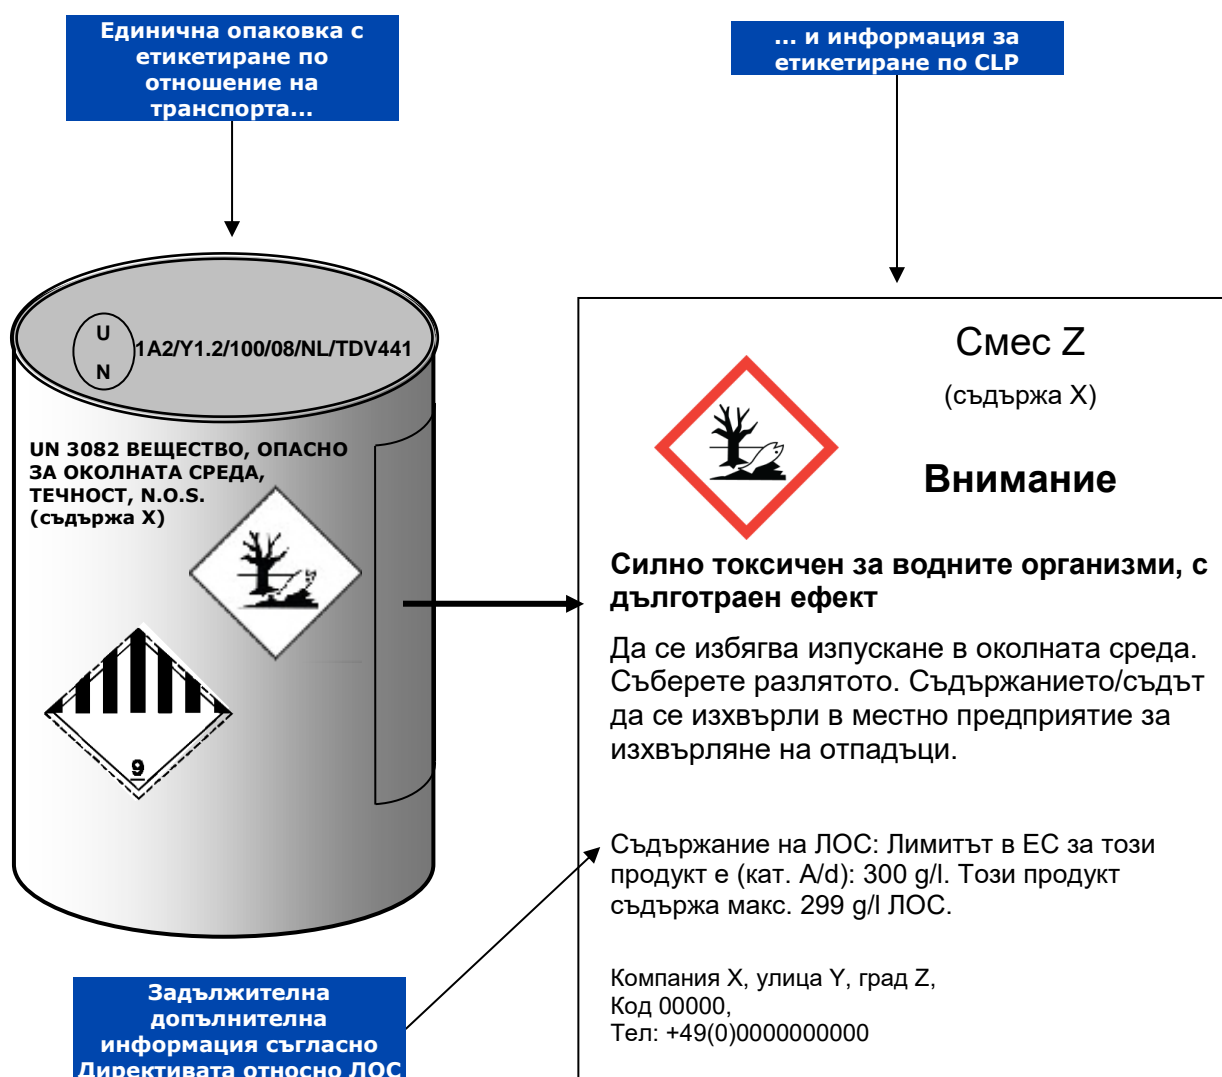 Единична опаковка с
етикетиране по
отношение на
транспорта...
... и информация за
етикетиране по CLP
U
N
1A2/Y1.2/100/08/NL/TDV441
UN 3082 ВЕЩЕСТВО, ОПАСНО
ЗА ОКОЛНАТА СРЕДА,
ТЕЧНОСТ, N.O.S.
(съдържа X)
9
Смес Z
(съдържа X)
Внимание
Силно токсичен за водните организми, с
дълготраен ефект
Да се избягва изпускане в околната среда.
Съберете разлятото. Съдържанието/съдът
да се изхвърли в местно предприятие за
изхвърляне на отпадъци.
Съдържание на ЛОС: Лимитът в ЕС за този
продукт е (кат. A/d): 300 g/l. Този продукт
съдържа макс. 299 g/l ЛОС.
Компания X, улица Y, град Z,
Код 00000,
Тел: +49(0)0000000000
Задължителна
допълнителна
информация съгласно
Директивата относно ЛОС